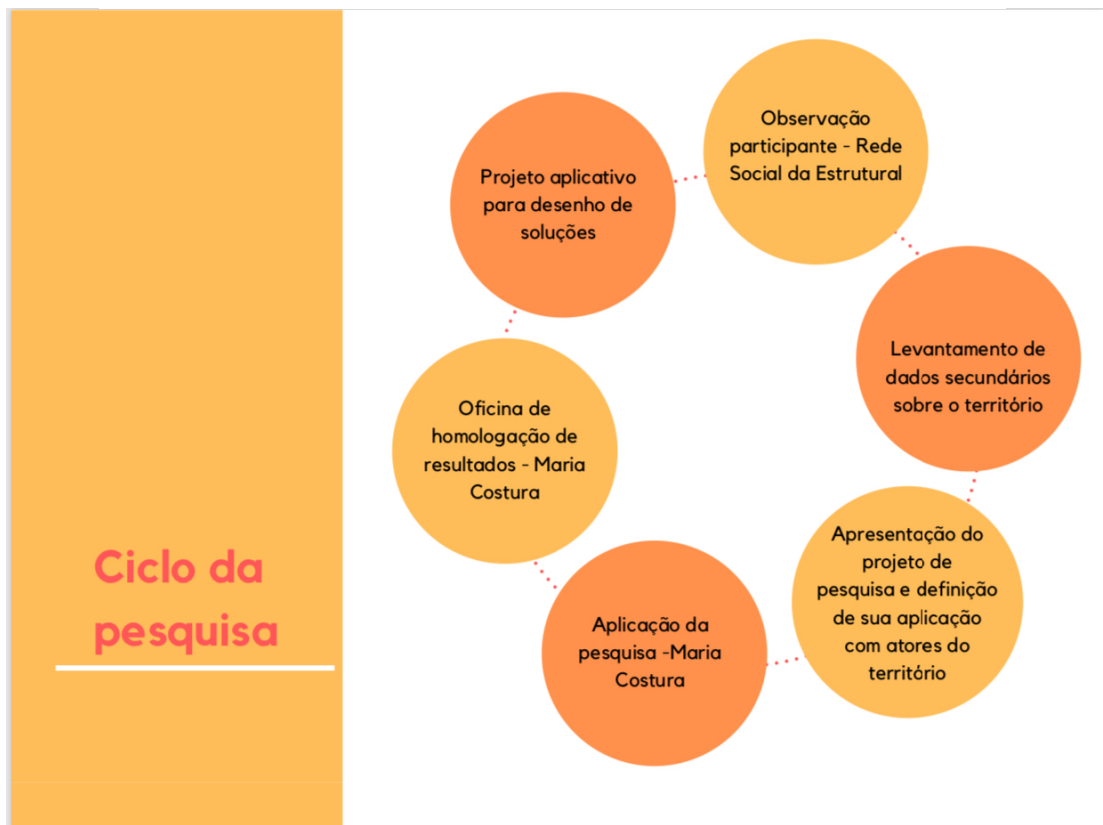 Ciclo da
pesquisa
Observação
participante - Rede
Social da Estrutural
Levantamento de
dados secundários
sobre o território
Apresentação do
projeto de
pesquisa e definição
de sua aplicação
com atores do
território
Aplicação da
pesquisa -Maria
Costura
Oficina de
homologação de
resultados - Maria
Costura
Projeto aplicativo
para desenho de
soluções